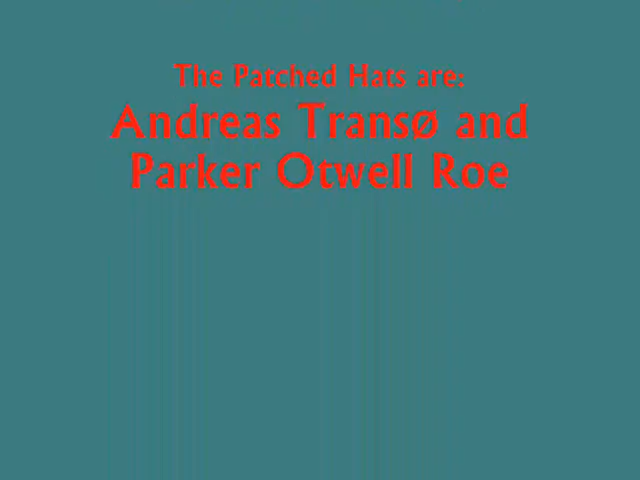 The Patched Hats are:
Andreas Transø and
Parker Otwell Roe